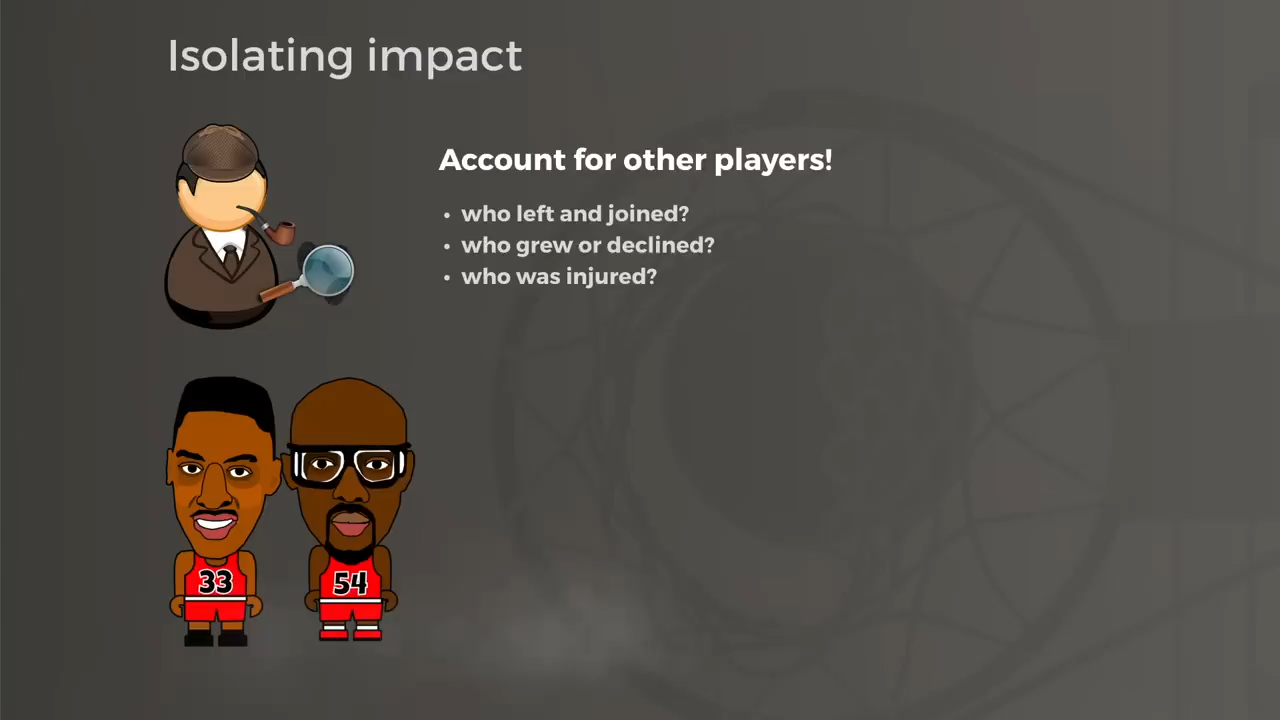 Isolating impact
Account for other players!
• who left and joined?
• who grew or declined?
• who was injured?
33
54